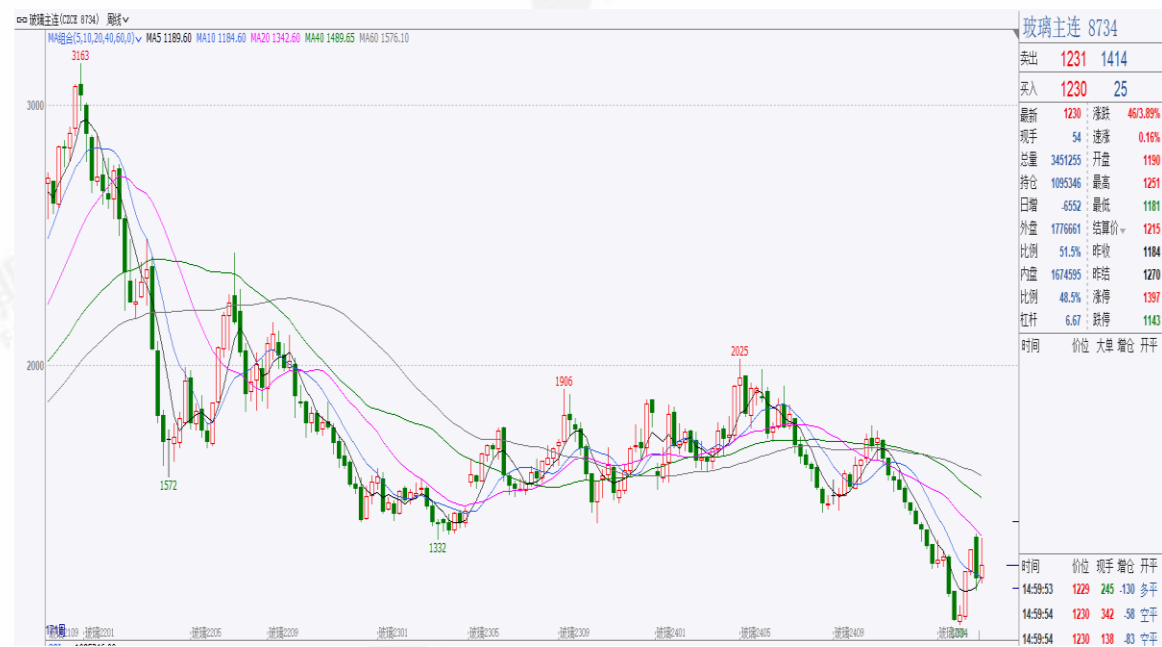 玻璃主连(CZCE 8734) 周线
MA组合(5,10,20,40,60,0) MA5 1189.60 MA10 1184.60 MA20 1342.60 MA40 1489.65 MA60 1576.10
3163
3000
2000
1572
1906
2025
1332
171周
玻璃2201
玻璃2205
玻璃2209
玻璃2301
玻璃2305
玻璃2309
玻璃2401
玻璃2405
玻璃2409
玻璃主连 8734
卖出 1231 1414
买入 1230 25
最新 1230 涨跌 46/3.89%
现手 54 速涨 0.16%
总量 3451255 开盘 1190
持仓 1095346 最高 1251
日增 -6552 最低 1181
外盘 1776661 结算价 1215
比例 51.5% 昨收 1184
内盘 1674595 昨结 1270
比例 48.5% 涨停 1397
杠杆 6.67 跌停 1143
时间 价位 大单 增仓 开平
时间 价位 现手 增仓 开平
14:59:53 1229 245 -130 多平
14:59:54 1230 342 -58 空平
14:59:54 1230 138 -83 空平